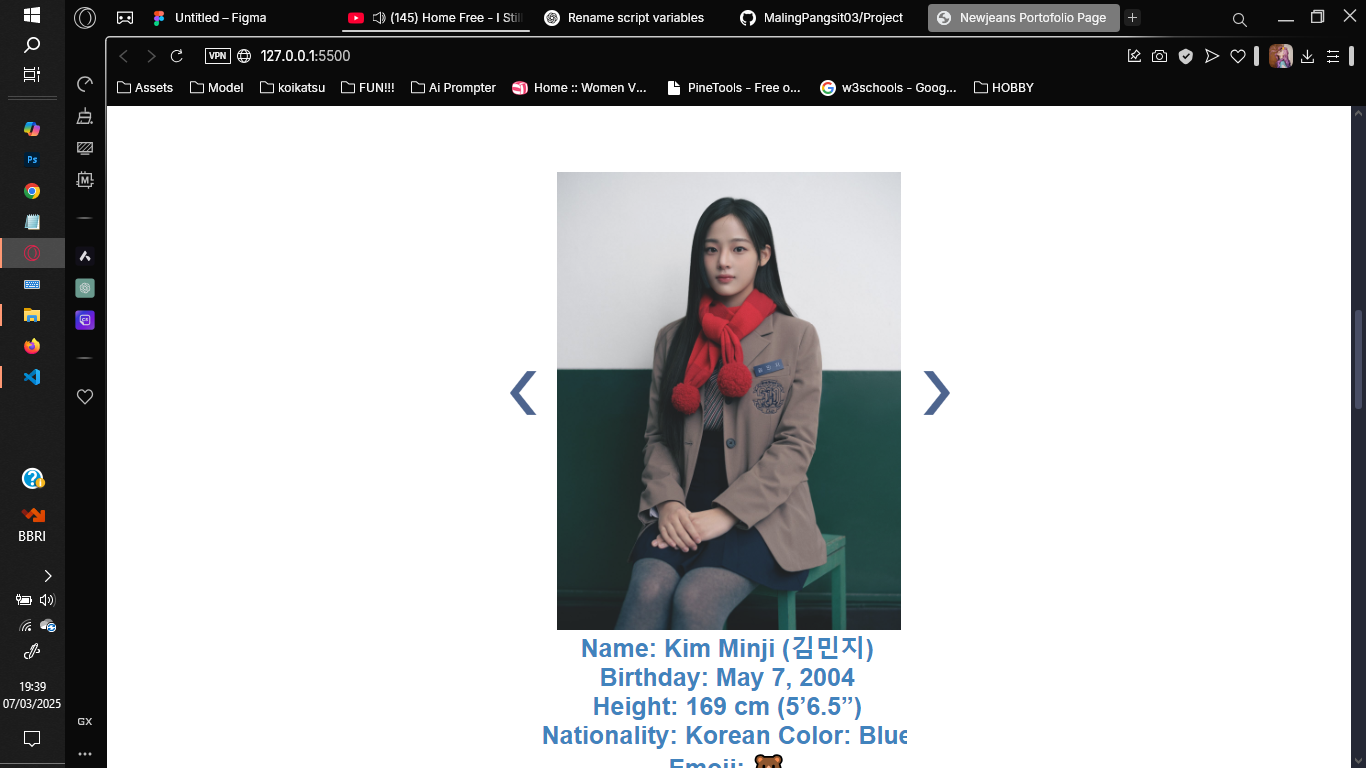 Untitled – Figma
(145) Home Free - I Still
Rename script variables
MalingPangsit03/Project
Newjeans Portofolio Page
VPN
127.0.0.1:5500
Assets
Model
koikatsu
FUN!!!
Ai Prompter
Home :: Women V...
PineTools - Free o...
w3schools - Goog...
HOBBY
Ps
M
BBRI
19:39
07/03/2025
GX
Name: Kim Minji (김민지)
Birthday: May 7, 2004
Height: 169 cm (5’6.5”)
Nationality: Korean Color: Blue
Emoji: 🐻